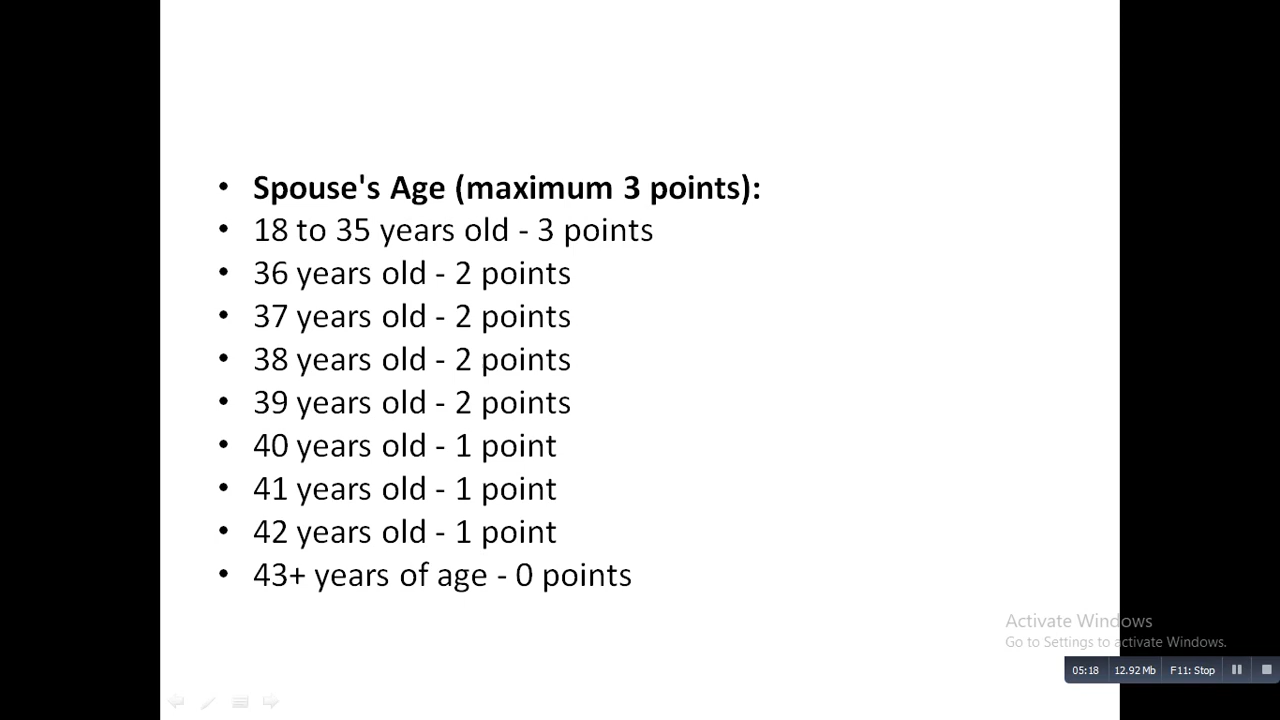 • Spouse's Age (maximum 3 points):
• 18 to 35 years old - 3 points
• 36 years old - 2 points
• 37 years old - 2 points
• 38 years old - 2 points
• 39 years old - 2 points
• 40 years old - 1 point
• 41 years old - 1 point
• 42 years old - 1 point
• 43+ years of age - 0 points
Activate Windows
Go to Settings to activate Windows.
05:18 12.92 Mb F11: Stop